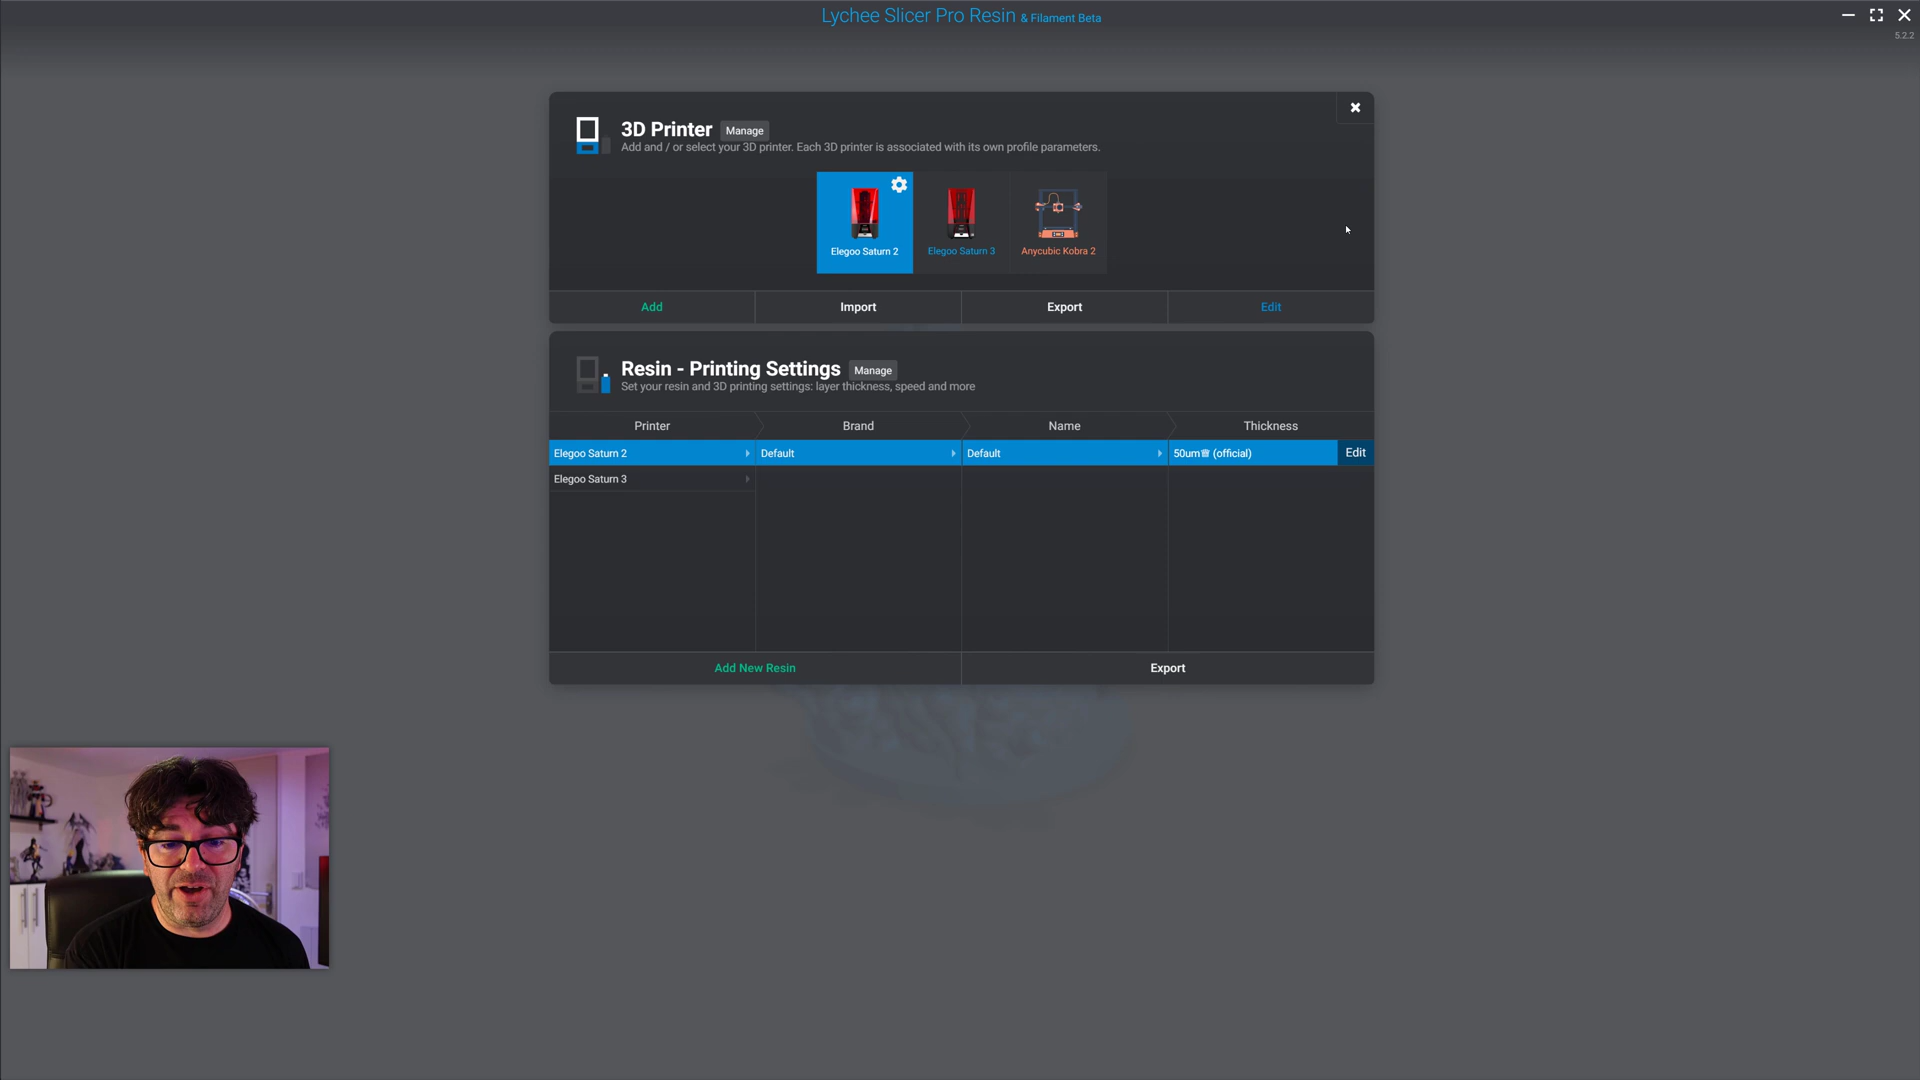 Lychee Slicer Pro Resin & Filament Beta
5.2.2
3D Printer Manage
Add and / or select your 3D printer. Each 3D printer is associated with its own profile parameters.
Elegoo Saturn 2 Elegoo Saturn 3 Anycubic Kobra 2
Add Import Export Edit
Resin - Printing Settings Manage
Set your resin and 3D printing settings: layer thickness, speed and more
Printer Brand Name Thickness
Elegoo Saturn 2 Default Default 50um (official) Edit
Elegoo Saturn 3
Add New Resin Export